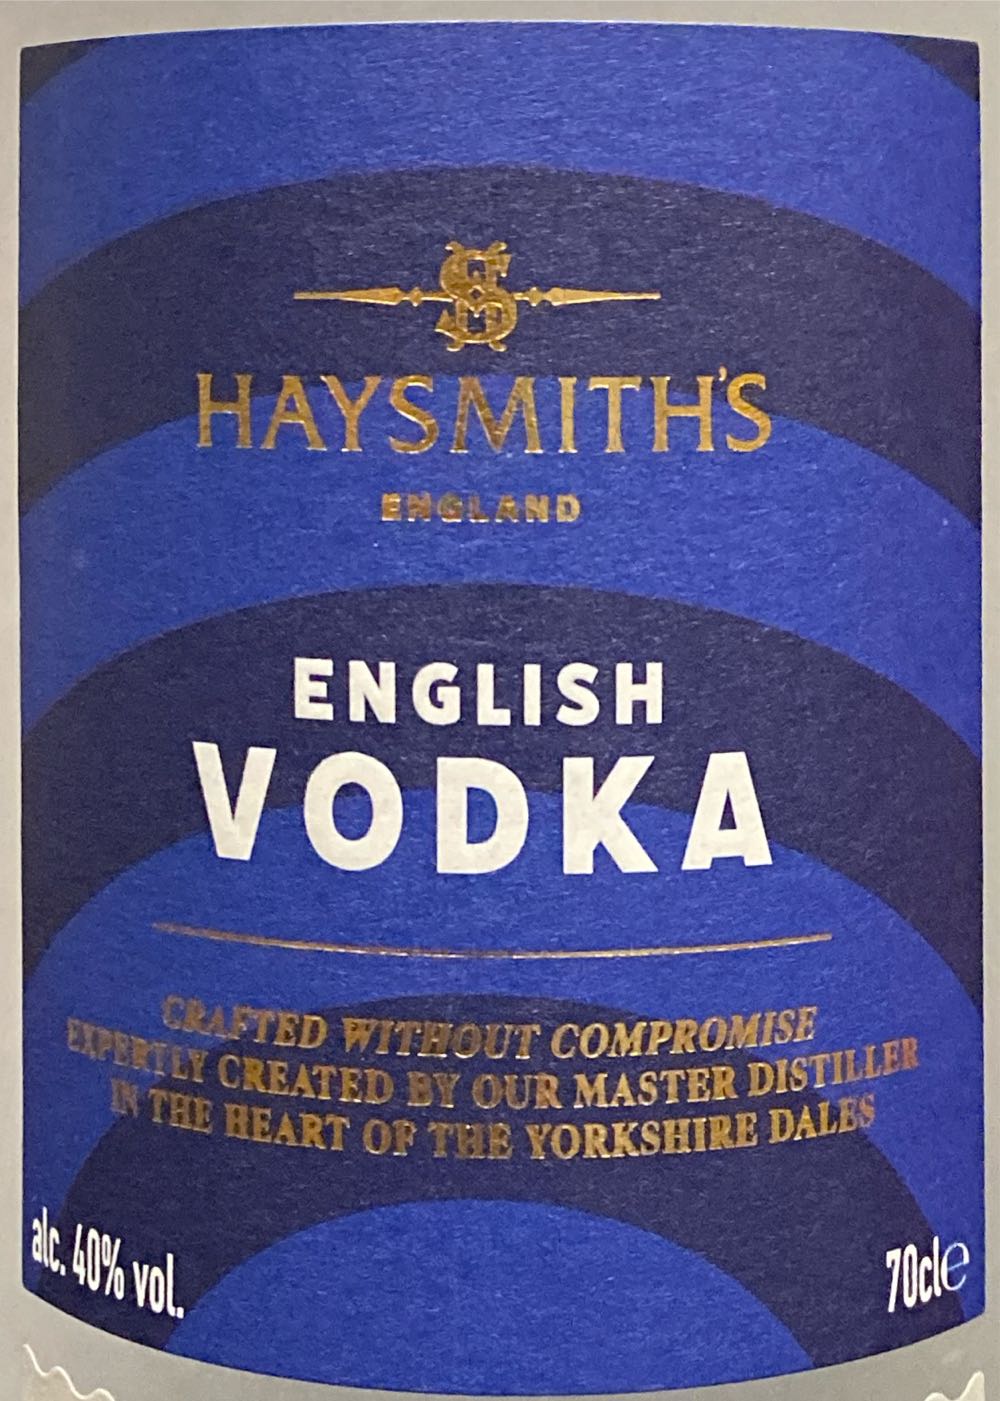 HAYSMITH'S
ENGLAND
ENGLISH
VODKA
CRAFTED WITHOUT COMPROMISE
EXPERTLY CREATED BY OUR MASTER DISTILLER
IN THE HEART OF THE YORKSHIRE DALES
alc. 40% vol.
70cl℮